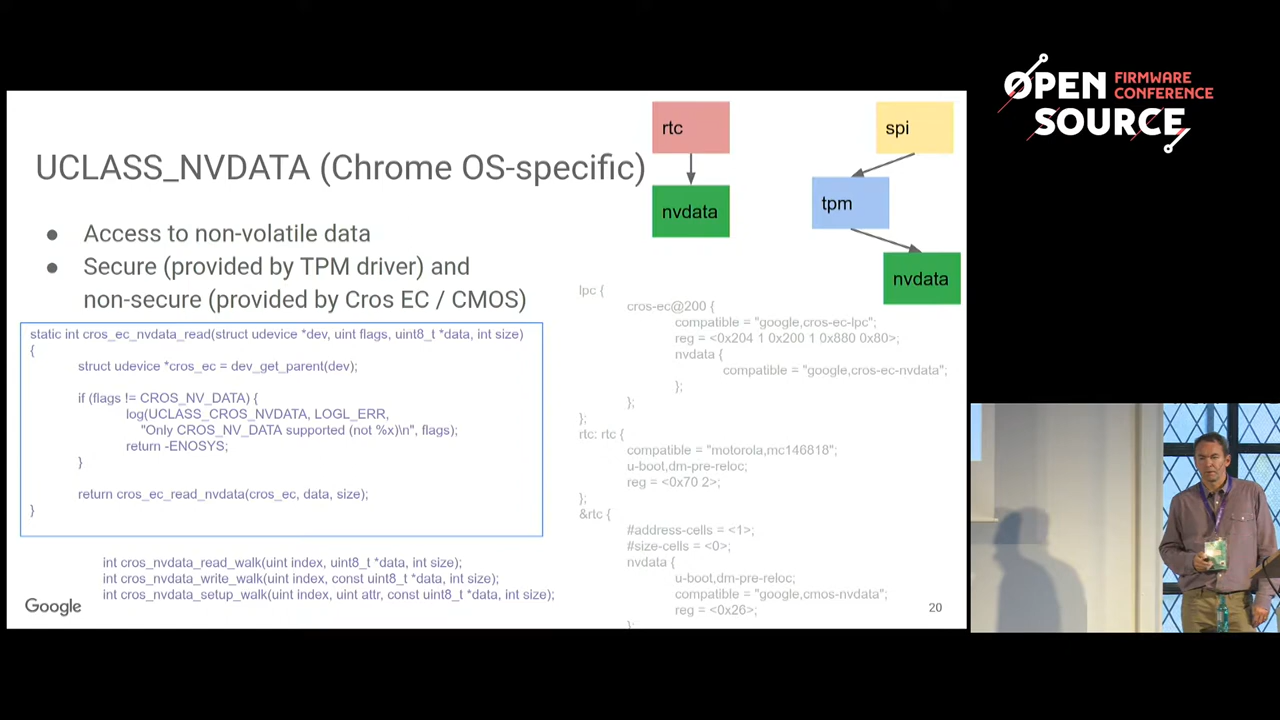 OPEN FIRMWARE
CONFERENCE
SOURCE
UCLASS_NVDATA (Chrome OS-specific)
● Access to non-volatile data
● Secure (provided by TPM driver) and
non-secure (provided by Cros EC / CMOS)
rtc
nvdata
spi
tpm
nvdata
static int cros_ec_nvdata_read(struct udevice *dev, uint flags, uint8_t *data, int size)
{
struct udevice *cros_ec = dev_get_parent(dev);
if (flags != CROS_NV_DATA) {
log(UCLASS_CROS_NVDATA, LOGL_ERR,
"Only CROS_NV_DATA supported (not %x)\n", flags);
return -ENOSYS;
}
return cros_ec_read_nvdata(cros_ec, data, size);
}
int cros_nvdata_read_walk(uint index, uint8_t *data, int size);
int cros_nvdata_write_walk(uint index, const uint8_t *data, int size);
int cros_nvdata_setup_walk(uint index, uint attr, const uint8_t *data, int size);
lpc {
cros-ec@200 {
compatible = "google,cros-ec-lpc";
reg = <0x204 1 0x200 1 0x880 0x80>;
nvdata {
compatible = "google,cros-ec-nvdata";
};
};
};
rtc: rtc {
compatible = "motorola,mc146818";
u-boot,dm-pre-reloc;
reg = <0x70 2>;
};
&rtc {
#address-cells = <1>;
#size-cells = <0>;
nvdata {
u-boot,dm-pre-reloc;
compatible = "google,cmos-nvdata";
reg = <0x26>;
};
Google
20